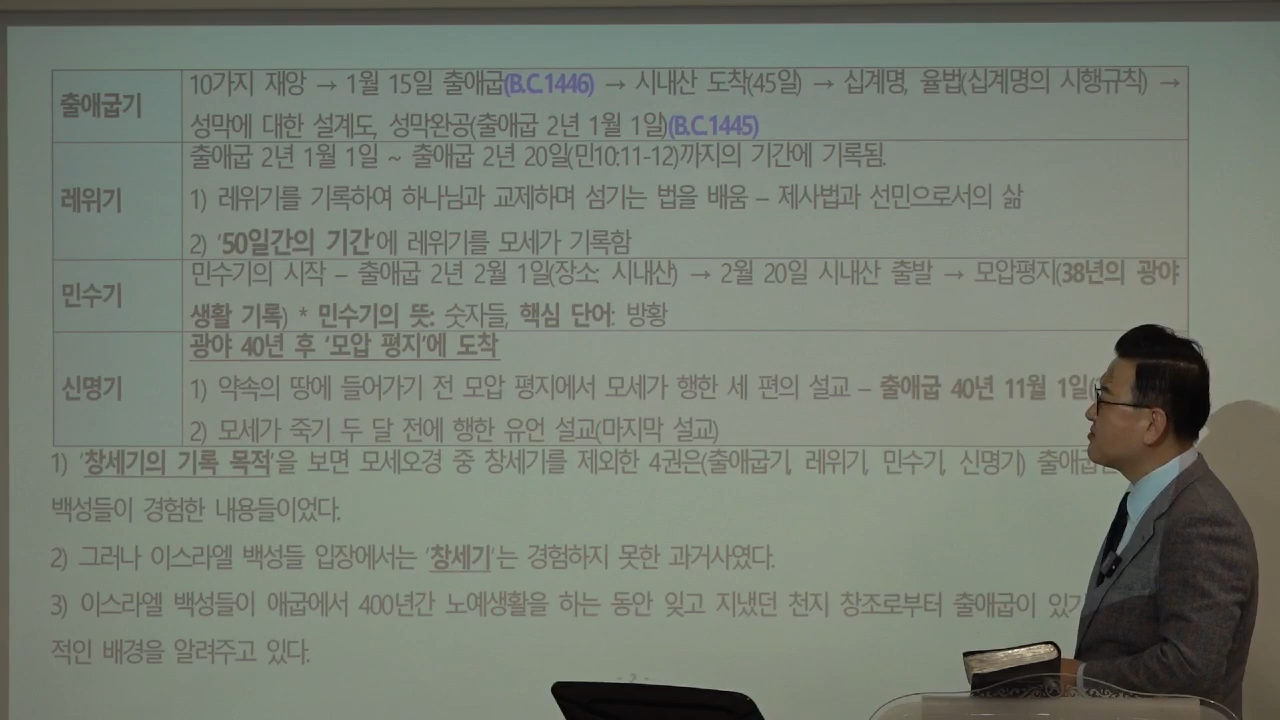 출애굽기
10가지 재앙 → 1월 15일 출애굽(B.C.1446) → 시내산 도착(45일) → 십계명, 율법(십계명의 시행규칙) →
성막에 대한 설계도, 성막완공(출애굽 2년 1월 1일)(B.C.1445)
레위기
출애굽 2년 1월 1일 ~ 출애굽 2년 20일(민10:11-12)까지의 기간에 기록됨.
1) 레위기를 기록하여 하나님과 교제하며 섬기는 법을 배움 – 제사법과 선민으로서의 삶
2) '50일간의 기간'에 레위기를 모세가 기록함
민수기
민수기의 시작 – 출애굽 2년 2월 1일(장소: 시내산) → 2월 20일 시내산 출발 → 모압평지(38년의 광야
생활 기록) * 민수기의 뜻: 숫자들, 핵심 단어: 방황
신명기
광야 40년 후 '모압 평지'에 도착
1) 약속의 땅에 들어가기 전 모압 평지에서 모세가 행한 세 편의 설교 – 출애굽 40년 11월 1일(
2) 모세가 죽기 두 달 전에 행한 유언 설교(마지막 설교)
1) '창세기의 기록 목적'을 보면 모세오경 중 창세기를 제외한 4권은(출애굽기, 레위기, 민수기, 신명기) 출애굽
백성들이 경험한 내용들이었다.
2) 그러나 이스라엘 백성들 입장에서는 '창세기'는 경험하지 못한 과거사였다.
3) 이스라엘 백성들이 애굽에서 400년간 노예생활을 하는 동안 잊고 지냈던 천지 창조로부터 출애굽이 있기
적인 배경을 알려주고 있다.
- 2 -